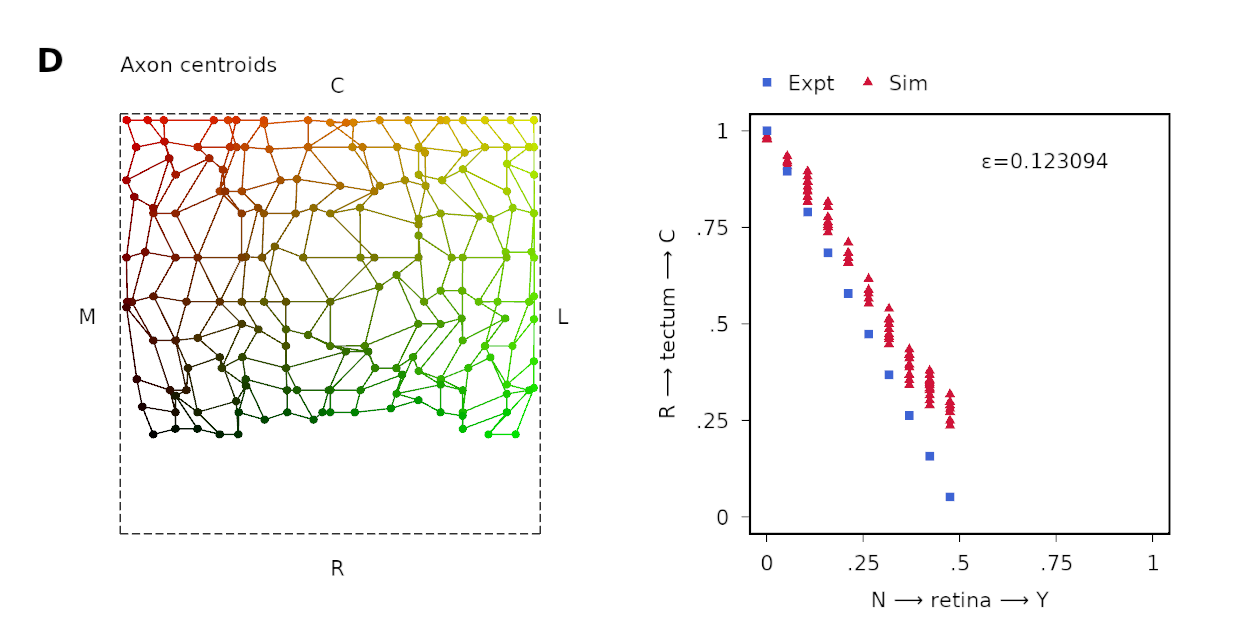 D
Axon centroids
C
M
L
R
Expt
Sim
ε=0.123094
1
.75
.5
.25
0
R ⟶ tectum ⟶ C
0
.25
.5
.75
1
N ⟶ retina ⟶ Y